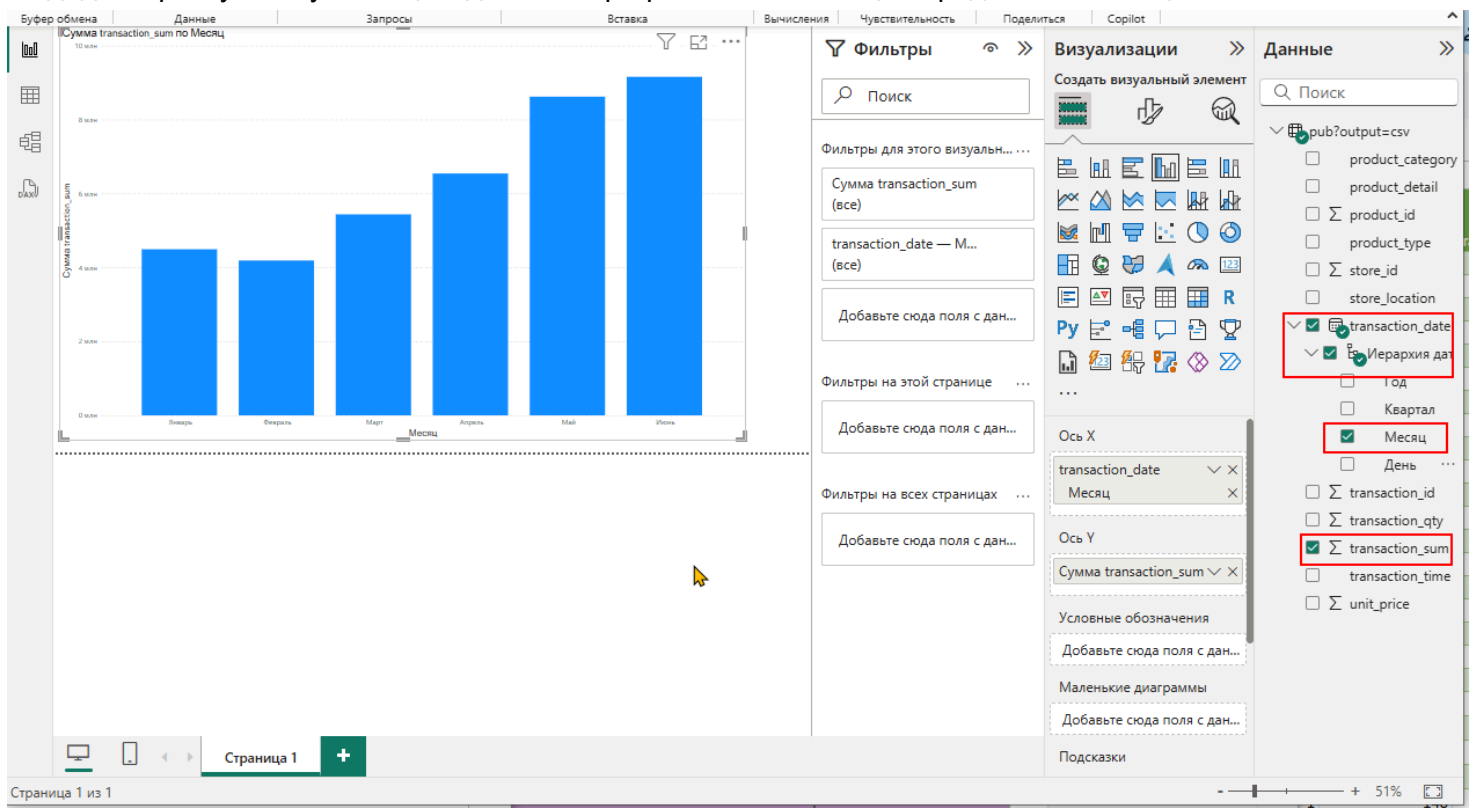 Буфер обмена Данные Запросы Вставка Вычисления Чувствительность Поделиться Copilot
Сумма transaction_sum по Месяц
10 млн
8 млн
6 млн
4 млн
2 млн
0 млн
Сумма transaction_sum
Январь Февраль Март Апрель Май Июнь
Месяц
Страница 1
Страница 1 из 1
Фильтры
Поиск
Фильтры для этого визуальн...
Сумма transaction_sum
(все)
transaction_date — М...
(все)
Добавьте сюда поля с дан...
Фильтры на этой странице
Добавьте сюда поля с дан...
Фильтры на всех страницах
Добавьте сюда поля с дан...
Визуализации
Создать визуальный элемент
123
R
Py
123
Ось X
transaction_date
Месяц
Ось Y
Сумма transaction_sum
Условные обозначения
Добавьте сюда поля с дан...
Маленькие диаграммы
Добавьте сюда поля с дан...
Подсказки
Данные
Поиск
pub?output=csv
product_category
product_detail
product_id
product_type
store_id
store_location
transaction_date
Иерархия дат
Год
Квартал
Месяц
День
transaction_id
transaction_qty
transaction_sum
transaction_time
unit_price
51%